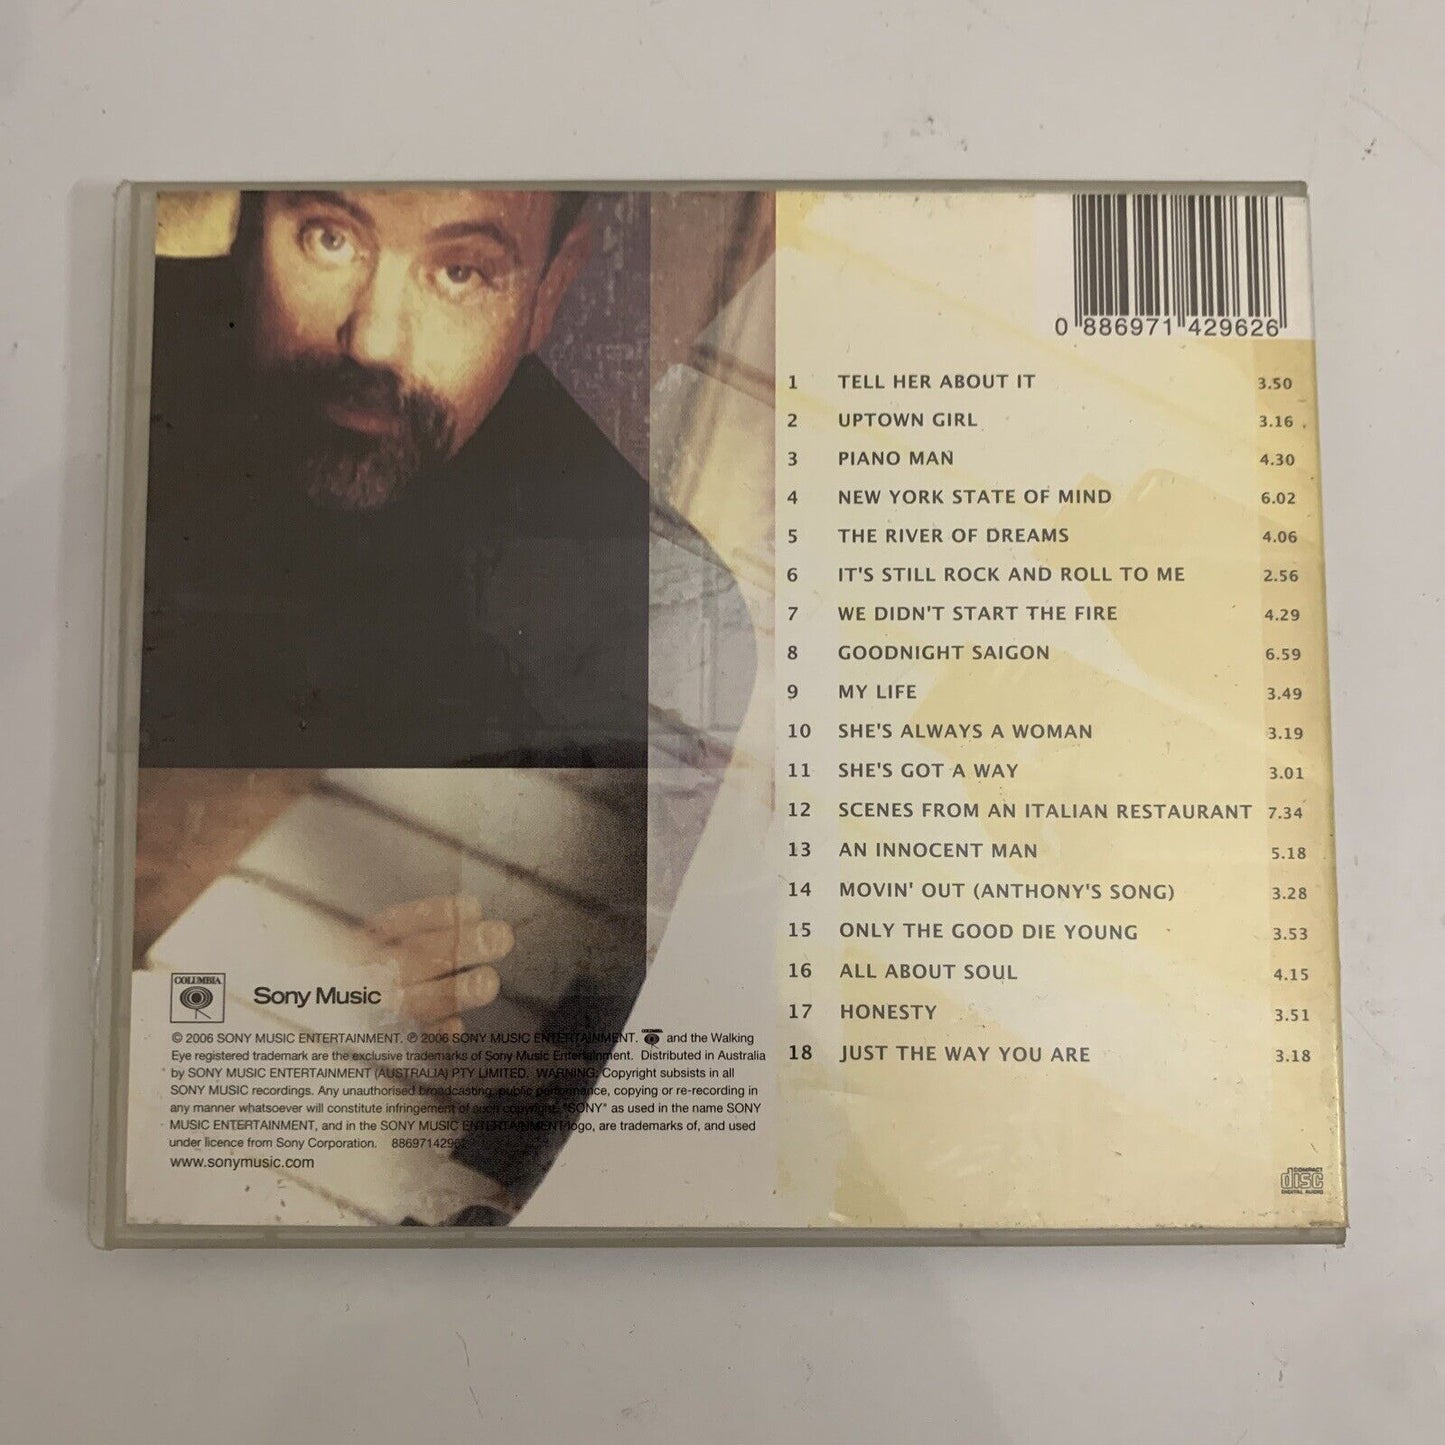 0 886971 429626
1 TELL HER ABOUT IT 3.50
2 UPTOWN GIRL 3.16
3 PIANO MAN 4.30
4 NEW YORK STATE OF MIND 6.02
5 THE RIVER OF DREAMS 4.06
6 IT'S STILL ROCK AND ROLL TO ME 2.56
7 WE DIDN'T START THE FIRE 4.29
8 GOODNIGHT SAIGON 6.59
9 MY LIFE 3.49
10 SHE'S ALWAYS A WOMAN 3.19
11 SHE'S GOT A WAY 3.01
12 SCENES FROM AN ITALIAN RESTAURANT 7.34
13 AN INNOCENT MAN 5.18
14 MOVIN' OUT (ANTHONY'S SONG) 3.28
15 ONLY THE GOOD DIE YOUNG 3.53
16 ALL ABOUT SOUL 4.15
17 HONESTY 3.51
18 JUST THE WAY YOU ARE 3.18
COLUMBIA
Sony Music
© 2006 SONY MUSIC ENTERTAINMENT. ℗ 2006 SONY MUSIC ENTERTAINMENT. COLUMBIA and the Walking
Eye registered trademark are the exclusive trademarks of Sony Music Entertainment. Distributed in Australia
by SONY MUSIC ENTERTAINMENT (AUSTRALIA) PTY LIMITED. WARNING: Copyright subsists in all
SONY MUSIC recordings. Any unauthorised broadcasting, public performance, copying or re-recording in
any manner whatsoever will constitute infringement of such copyright. "SONY" as used in the name SONY
MUSIC ENTERTAINMENT, and in the SONY MUSIC ENTERTAINMENT logo, are trademarks of, and used
under licence from Sony Corporation.
www.sonymusic.com
COMPACT
disc
DIGITAL AUDIO